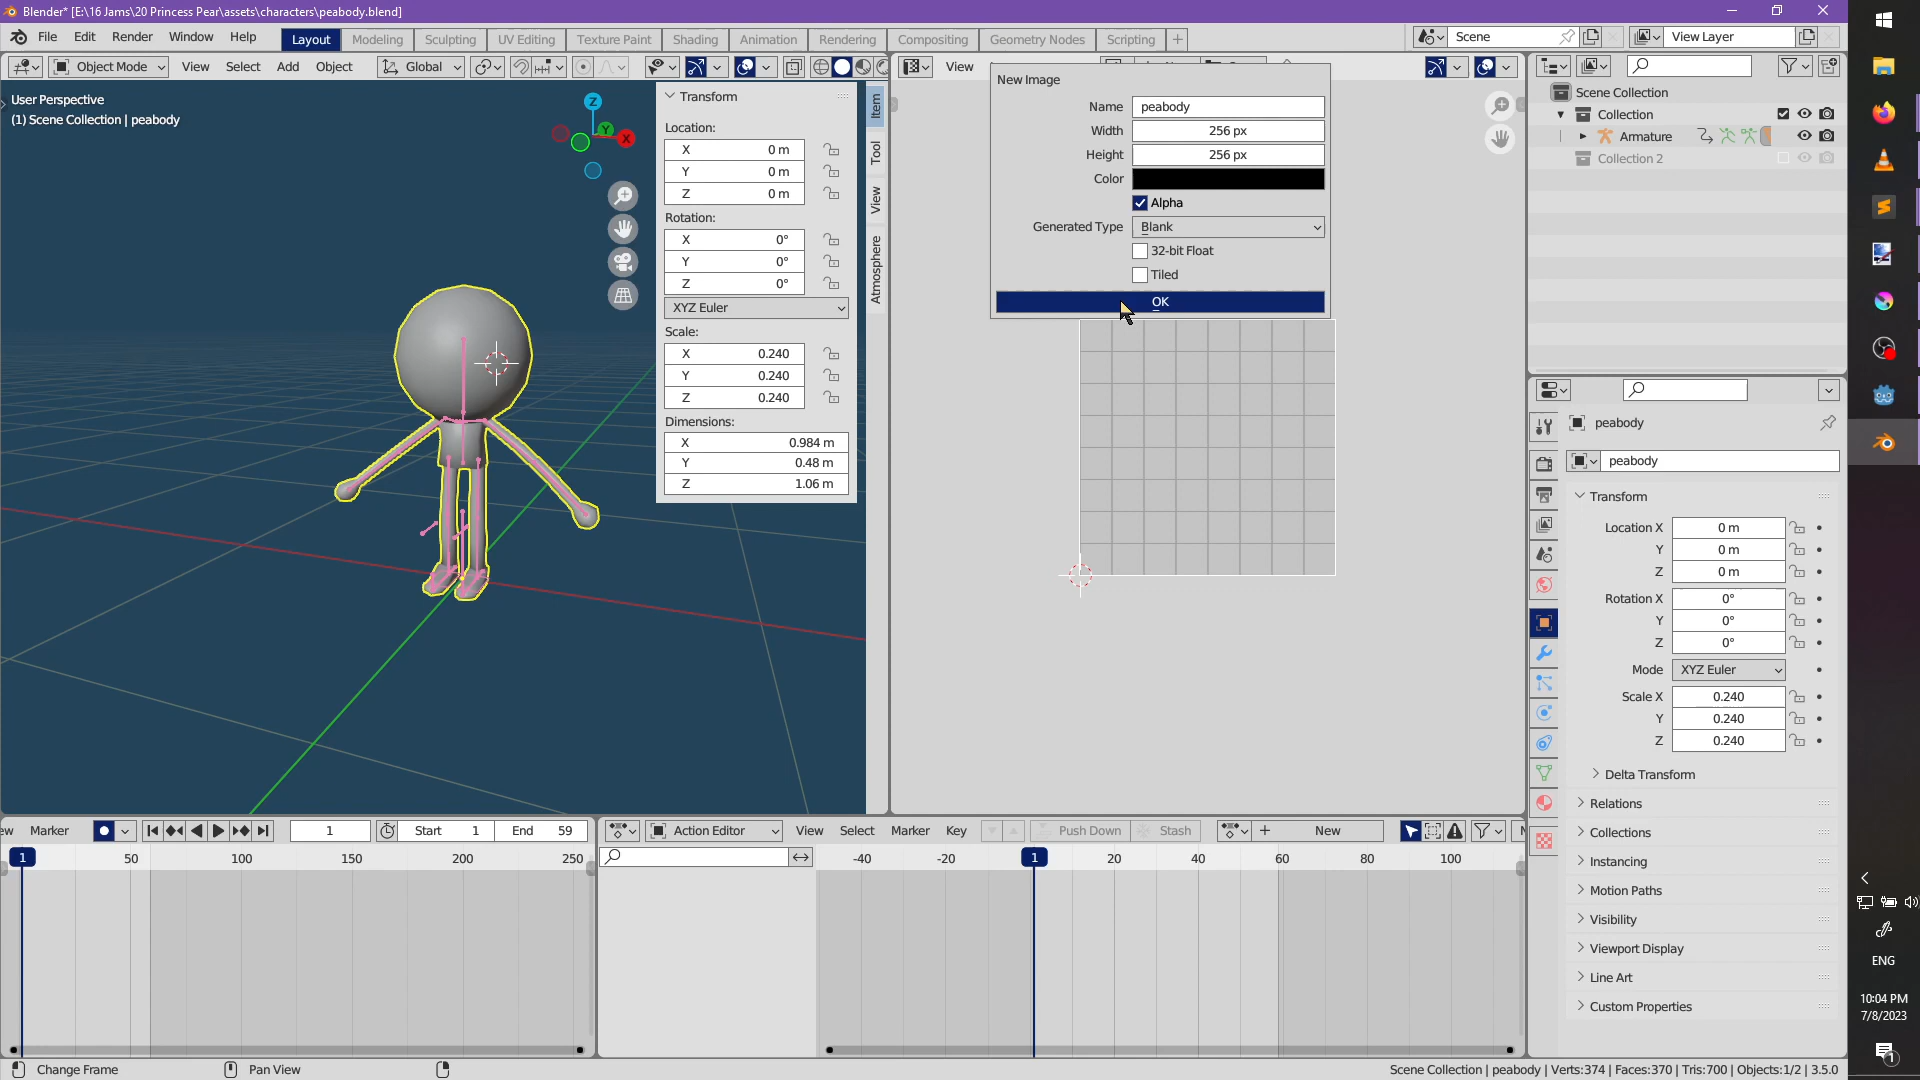 Blender* [E:\16 Jams\20 Princess Pear\assets\characters\peabody.blend]
File Edit Render Window Help Layout Modeling Sculpting UV Editing Texture Paint Shading Animation Rendering Compositing Geometry Nodes Scripting Scene View Layer
Object Mode View Select Add Object Global View
User Perspective
(1) Scene Collection | peabody
Z
Y
X
Transform
Location:
X 0 m
Y 0 m
Z 0 m
Rotation:
X 0°
Y 0°
Z 0°
XYZ Euler
Scale:
X 0.240
Y 0.240
Z 0.240
Dimensions:
X 0.984 m
Y 0.48 m
Z 1.06 m
Item
Tool
View
Atmosphere
New Image
Name peabody
Width 256 px
Height 256 px
Color
Alpha
Generated Type Blank
32-bit Float
Tiled
OK
Scene Collection
Collection
Armature
Collection 2
peabody
peabody
Transform
Location X 0 m
Y 0 m
Z 0 m
Rotation X 0°
Y 0°
Z 0°
Mode XYZ Euler
Scale X 0.240
Y 0.240
Z 0.240
Delta Transform
Relations
Collections
Instancing
Motion Paths
Visibility
Viewport Display
Line Art
Custom Properties
ew Marker 1 Start 1 End 59
1 50 100 150 200 250
Action Editor View Select Marker Key Push Down Stash New
-40 -20 1 20 40 60 80 100
Change Frame Pan View
Scene Collection | peabody | Verts:374 | Faces:370 | Tris:700 | Objects:1/2 | 3.5.0
ENG
10:04 PM
7/8/2023
1